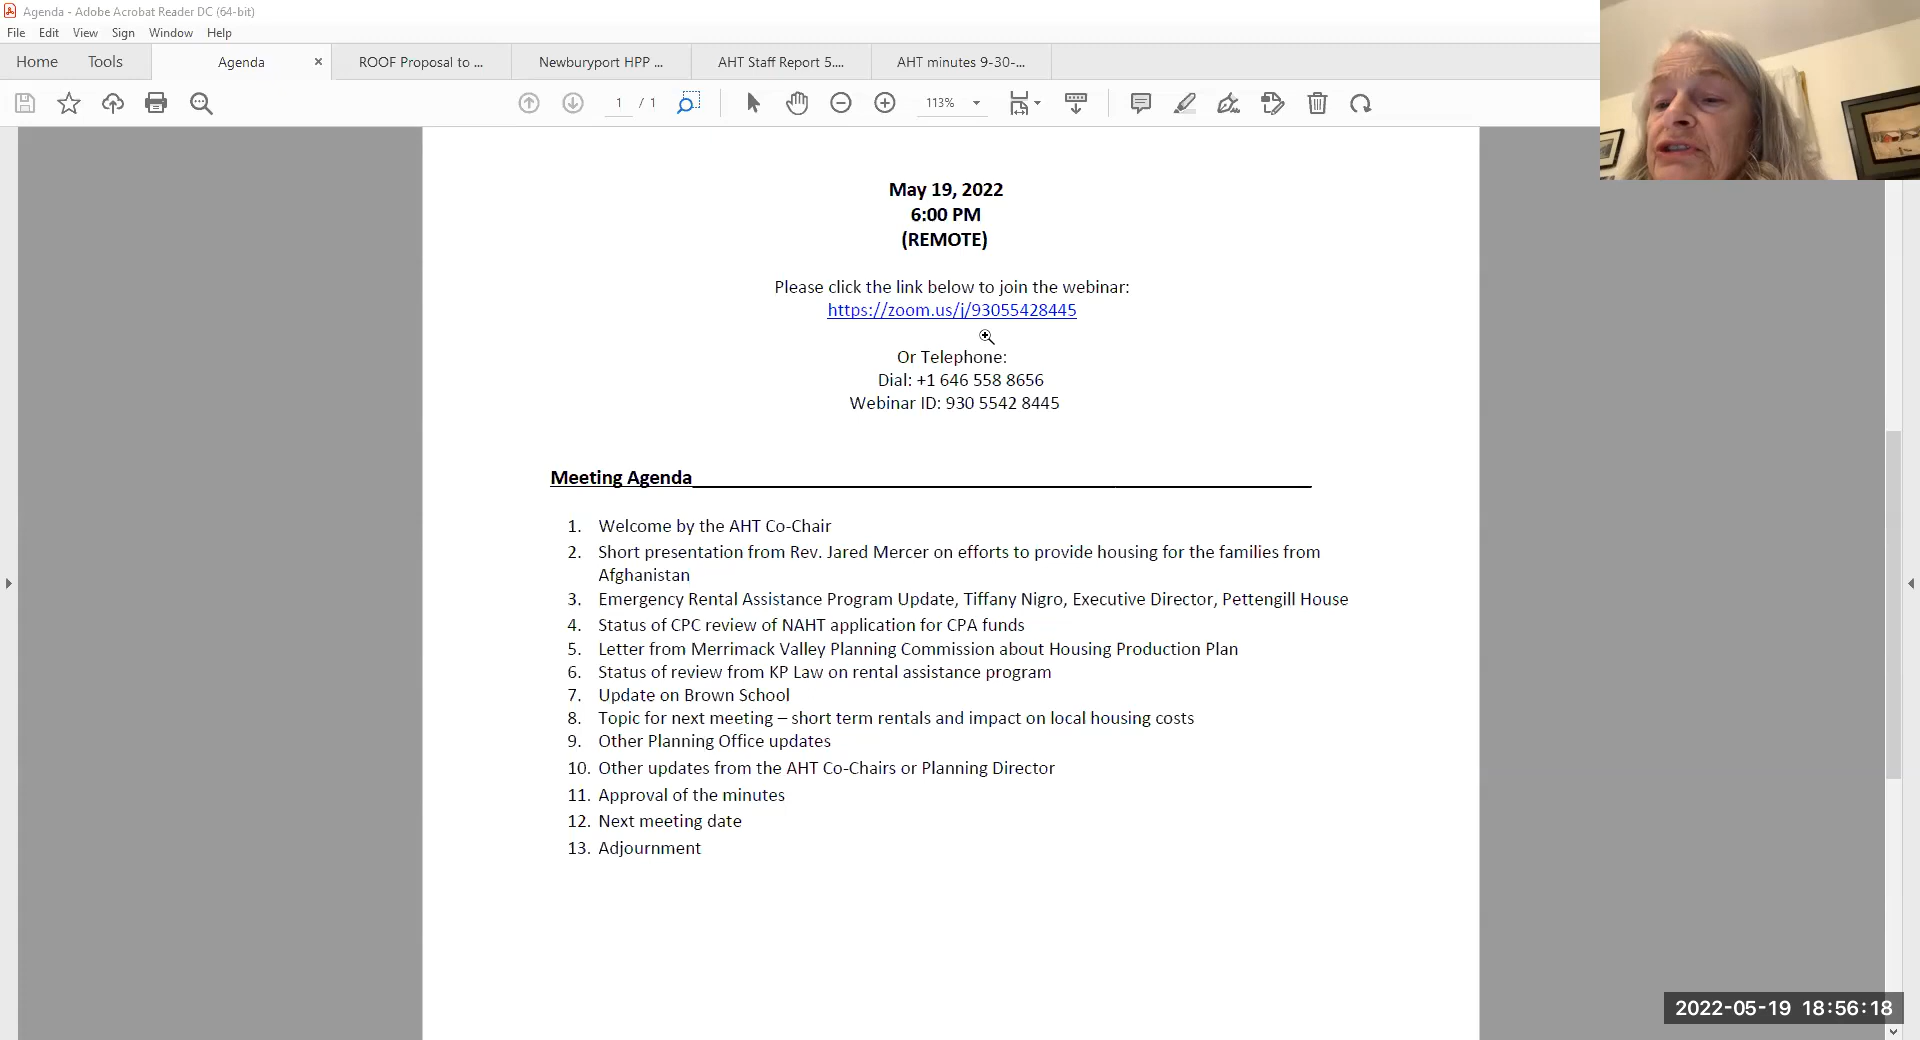 Agenda - Adobe Acrobat Reader DC (64-bit)
File Edit View Sign Window Help
Home Tools Agenda × ROOF Proposal to ... Newburyport HPP ... AHT Staff Report 5.... AHT minutes 9-30-...
1 / 1 113%
May 19, 2022
6:00 PM
(REMOTE)
Please click the link below to join the webinar:
https://zoom.us/j/93055428445
Or Telephone:
Dial: +1 646 558 8656
Webinar ID: 930 5542 8445
Meeting Agenda
1. Welcome by the AHT Co-Chair
2. Short presentation from Rev. Jared Mercer on efforts to provide housing for the families from
Afghanistan
3. Emergency Rental Assistance Program Update, Tiffany Nigro, Executive Director, Pettengill House
4. Status of CPC review of NAHT application for CPA funds
5. Letter from Merrimack Valley Planning Commission about Housing Production Plan
6. Status of review from KP Law on rental assistance program
7. Update on Brown School
8. Topic for next meeting – short term rentals and impact on local housing costs
9. Other Planning Office updates
10. Other updates from the AHT Co-Chairs or Planning Director
11. Approval of the minutes
12. Next meeting date
13. Adjournment
2022-05-19 18:56:18